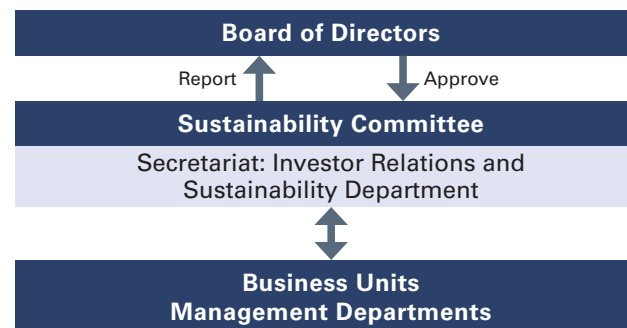 Board of Directors
Report
Approve
Sustainability Committee
Secretariat: Investor Relations and
Sustainability Department
Business Units
Management Departments